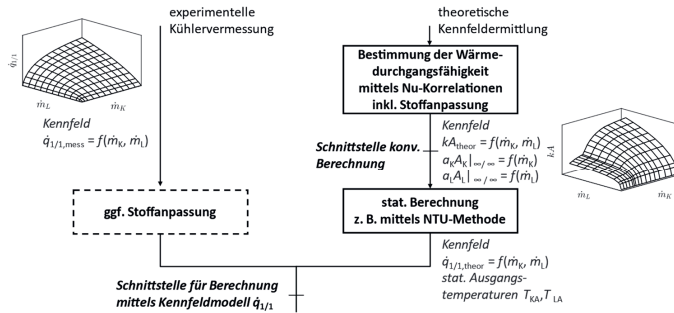 experimentelle
Kühlervermessung
theoretische
Kennfeldermittlung
q̇1/1
ṁL
ṁK
Kennfeld
q̇1/1,mess = f(ṁK, ṁL)
Bestimmung der Wärme-
durchgangsfähigkeit
mittels Nu-Korrelationen
inkl. Stoffanpassung
Schnittstelle konv.
Berechnung
Kennfeld
kAtheor = f(ṁK, ṁL)
aKAK|∞/∞ = f(ṁK)
aLAL|∞/∞ = f(ṁL)
kA
ṁL
ṁK
ggf. Stoffanpassung
stat. Berechnung
z. B. mittels NTU-Methode
Kennfeld
q̇1/1,theor = f(ṁK, ṁL)
stat. Ausgangs-
temperaturen TKA,TLA
Schnittstelle für Berechnung
mittels Kennfeldmodell q̇1/1